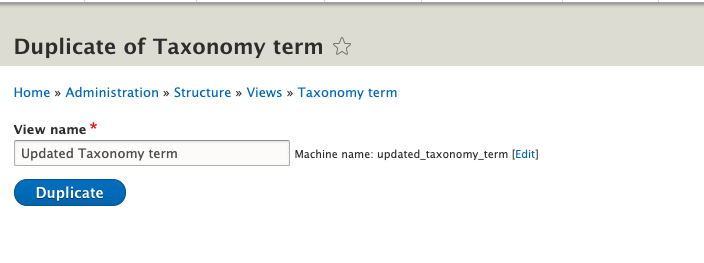 Duplicate of Taxonomy term
Home » Administration » Structure » Views » Taxonomy term
View name *
Updated Taxonomy term Machine name: updated_taxonomy_term [Edit]
Duplicate